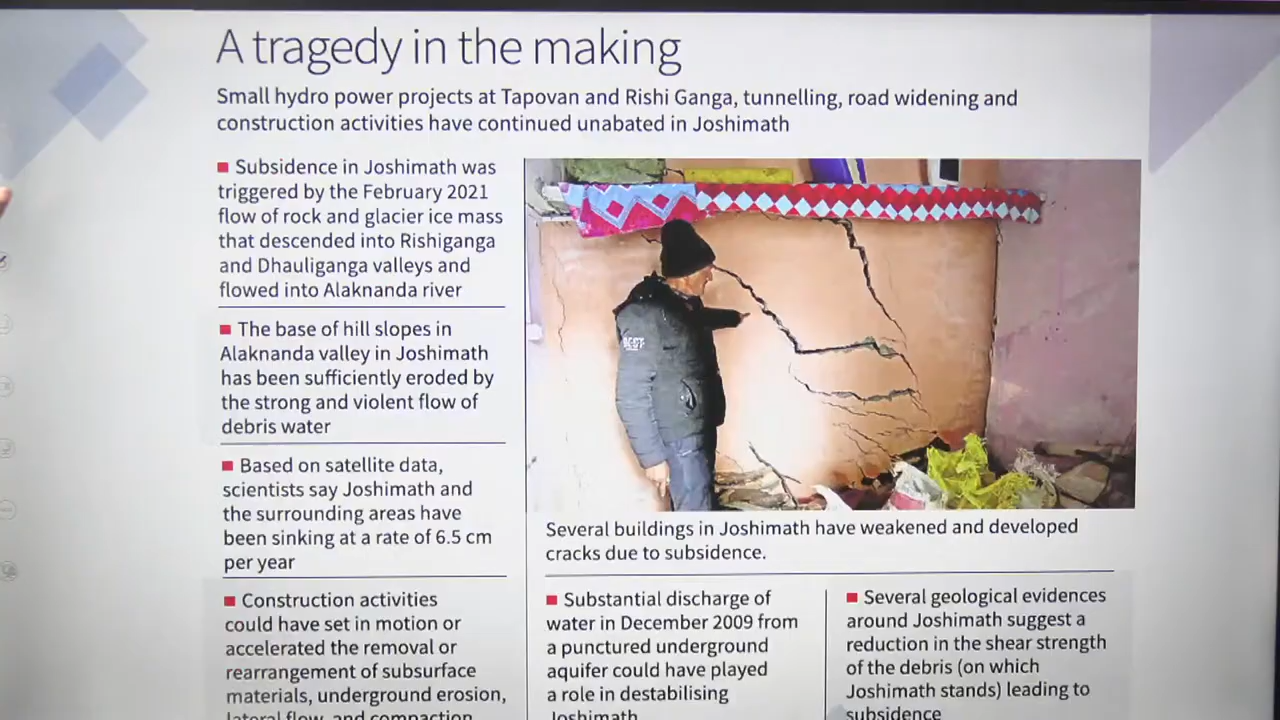 A tragedy in the making
Small hydro power projects at Tapovan and Rishi Ganga, tunnelling, road widening and
construction activities have continued unabated in Joshimath
Subsidence in Joshimath was
triggered by the February 2021
flow of rock and glacier ice mass
that descended into Rishiganga
and Dhauliganga valleys and
flowed into Alaknanda river
The base of hill slopes in
Alaknanda valley in Joshimath
has been sufficiently eroded by
the strong and violent flow of
debris water
Based on satellite data,
scientists say Joshimath and
the surrounding areas have
been sinking at a rate of 6.5 cm
per year
Construction activities
could have set in motion or
accelerated the removal or
rearrangement of subsurface
materials, underground erosion,
lateral flow, and compaction
Several buildings in Joshimath have weakened and developed
cracks due to subsidence.
Substantial discharge of
water in December 2009 from
a punctured underground
aquifer could have played
a role in destabilising
Joshimath
Several geological evidences
around Joshimath suggest a
reduction in the shear strength
of the debris (on which
Joshimath stands) leading to
subsidence